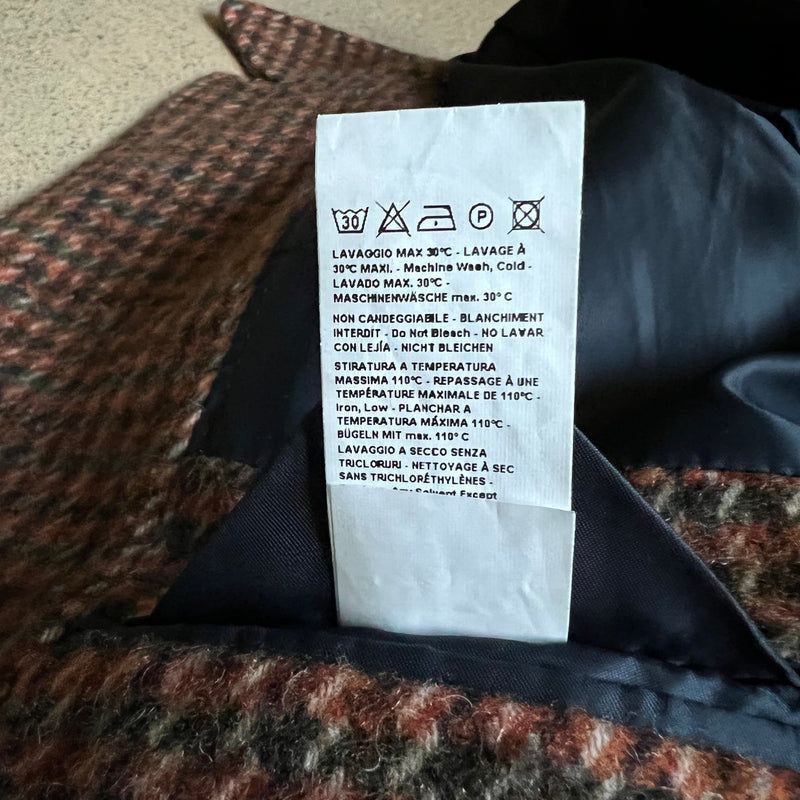 30 P
LAVAGGIO MAX 30°C - LAVAGE À
30°C MAXI. - Machine Wash, Cold -
LAVADO MAX. 30°C -
MASCHINENWÄSCHE max. 30° C
NON CANDEGGIABILE - BLANCHIMENT
INTERDIT - Do Not Bleach - NO LAVAR
CON LEJÍA - NICHT BLEICHEN
STIRATURA A TEMPERATURA
MASSIMA 110°C - REPASSAGE À UNE
TEMPÉRATURE MAXIMALE DE 110°C -
Iron, Low - PLANCHAR A
TEMPERATURA MÁXIMA 110°C -
BÜGELN MIT max. 110° C
LAVAGGIO A SECCO SENZA
TRICLORURI - NETTOYAGE À SEC
SANS TRICHLORÉTHYLÈNES -
Any Solvent Except